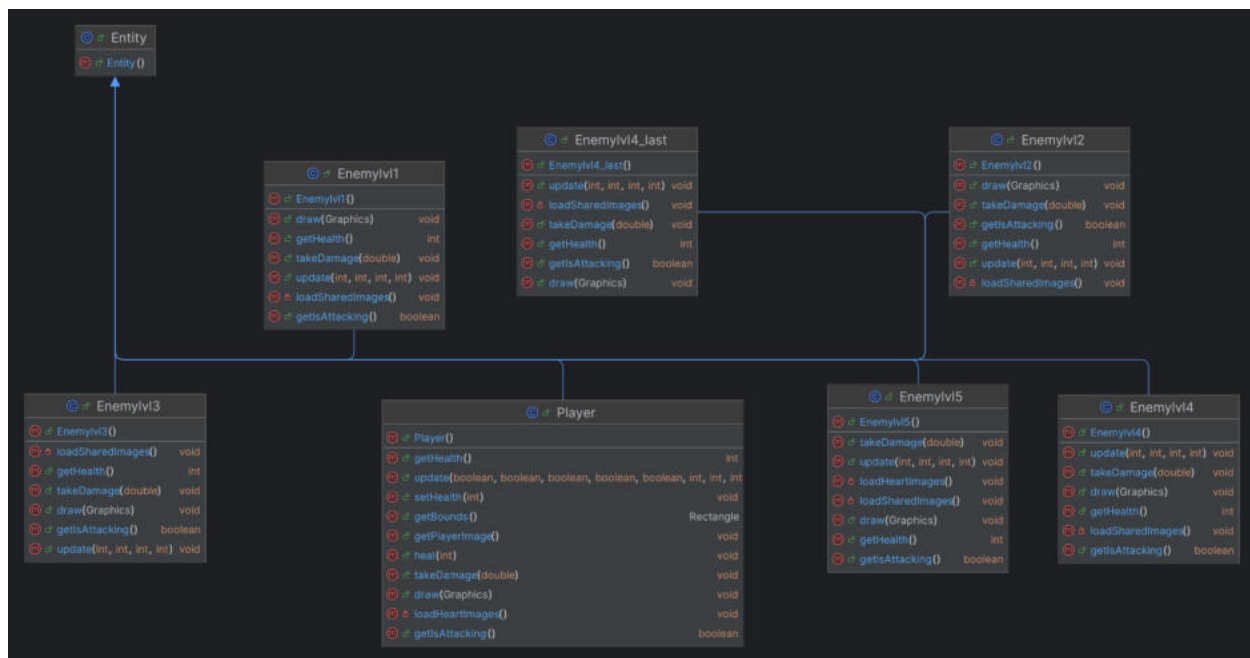 Entity
Entity()
Enemylvl4_last
Enemylvl4_last()
update(int, int, int, int) void
loadSharedImages() void
takeDamage(double) void
getHealth() int
getIsAttacking() boolean
draw(Graphics) void
Enemylvl2
Enemylvl2()
draw(Graphics) void
takeDamage(double) void
getIsAttacking() boolean
getHealth() int
update(int, int, int, int) void
loadSharedImages() void
Enemylvl1
Enemylvl1()
draw(Graphics) void
getHealth() int
takeDamage(double) void
update(int, int, int, int) void
loadSharedImages() void
getIsAttacking() boolean
Enemylvl3
Enemylvl3()
loadSharedImages() void
getHealth() int
takeDamage(double) void
draw(Graphics) void
getIsAttacking() boolean
update(int, int, int, int) void
Player
Player()
getHealth() int
update(boolean, boolean, boolean, boolean, boolean, int, int, int
setHealth(int) void
getBounds() Rectangle
getPlayerImage() void
heal(int) void
takeDamage(double) void
draw(Graphics) void
loadHeartImages() void
getIsAttacking() boolean
Enemylvl5
Enemylvl5()
takeDamage(double) void
update(int, int, int, int) void
loadHeartImages() void
loadSharedImages() void
draw(Graphics) void
getHealth() int
getIsAttacking() boolean
Enemylvl4
Enemylvl4()
update(int, int, int, int) void
takeDamage(double) void
draw(Graphics) void
getHealth() int
loadSharedImages() void
getIsAttacking() boolean